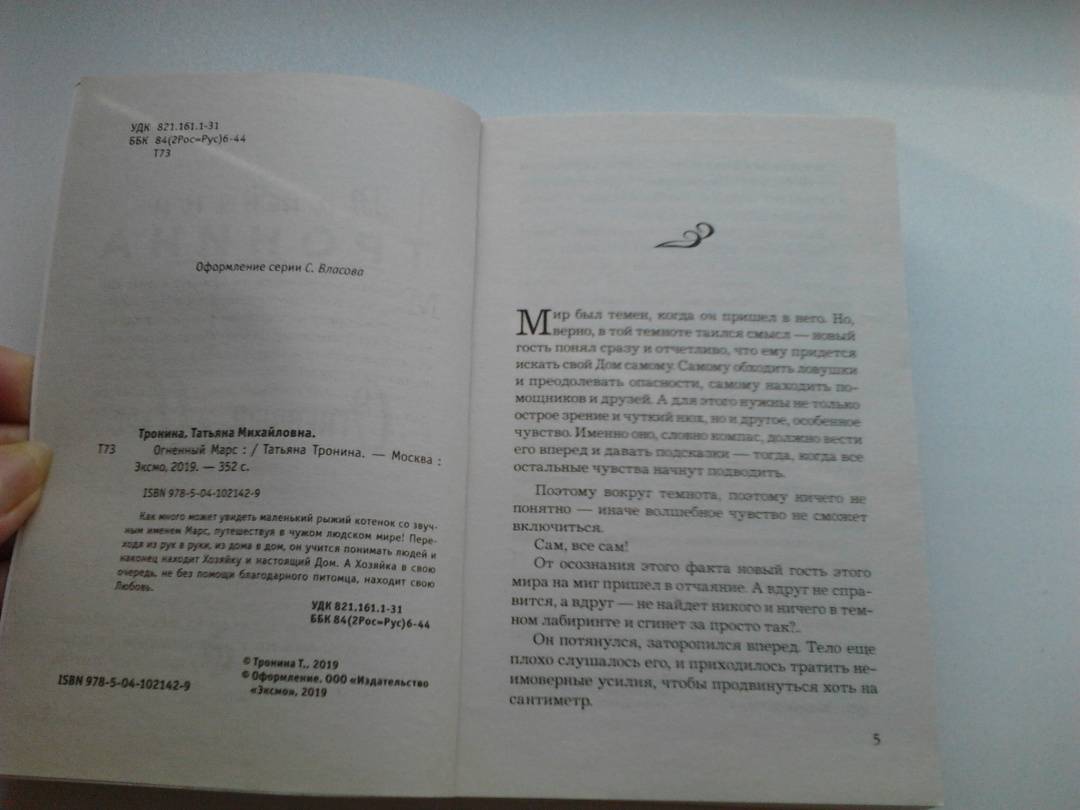 УДК 821.161.1-31
ББК 84(2Рос=Рус)6-44
Т73
Оформление серии С. Власова
Тронина, Татьяна Михайловна.
Т73 Огненный Марс : / Татьяна Тронина. — Москва :
Эксмо, 2019. — 352 с.
ISBN 978-5-04-102142-9
Как много может увидеть маленький рыжий котенок со звуч-
ным именем Марс, путешествуя в чужом людском мире! Пере-
ходя из рук в руки, из дома в дом, он учится понимать людей и
наконец находит Хозяйку и настоящий Дом. А Хозяйка в свою
очередь, не без помощи благодарного питомца, находит свою
Любовь.
УДК 821.161.1-31
ББК 84(2Рос=Рус)6-44
© Тронина Т., 2019
© Оформление. ООО «Издательство
«Эксмо», 2019
ISBN 978-5-04-102142-9
Мир был темен, когда он пришел в него. Но,
верно, в той темноте таился смысл — новый
гость понял сразу и отчетливо, что ему придется
искать свой Дом самому. Самому обходить ловушки
и преодолевать опасности, самому находить по-
мощников и друзей. А для этого нужны не только
острое зрение и чуткий нюх, но и другое, особенное
чувство. Именно оно, словно компас, должно вести
его вперед и давать подсказки — тогда, когда все
остальные чувства начнут подводить.
Поэтому вокруг темнота, поэтому ничего не
понятно — иначе волшебное чувство не сможет
включиться.
Сам, все сам!
От осознания этого факта новый гость этого
мира на миг пришел в отчаяние. А вдруг не спра-
вится, а вдруг — не найдет никого и ничего в тем-
ном лабиринте и сгинет за просто так?..
Он потянулся, заторопился вперед. Тело еще
плохо слушалось его, и приходилось тратить не-
имоверные усилия, чтобы продвинуться хоть на
сантиметр.
5